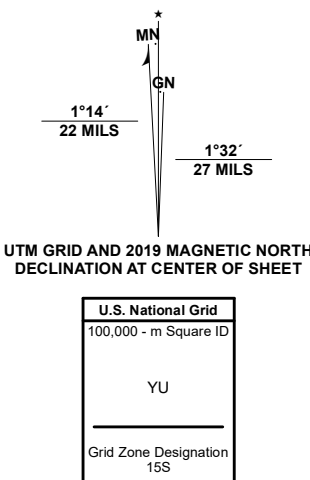 MN
GN
1°14´
22 MILS
1°32´
27 MILS
UTM GRID AND 2019 MAGNETIC NORTH
DECLINATION AT CENTER OF SHEET
U.S. National Grid
100,000 - m Square ID
YU
Grid Zone Designation
15S